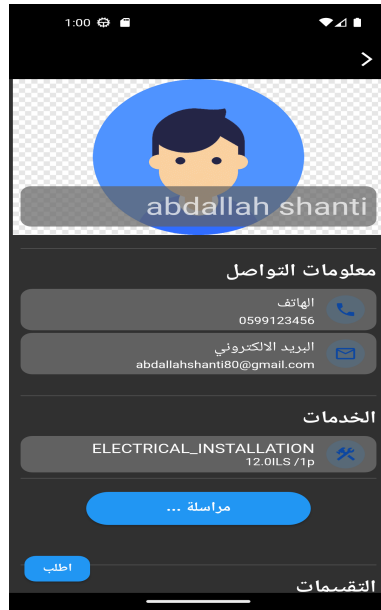 1:00
abdallah shanti
معلومات التواصل
الهاتف
0599123456
البريد الالكتروني
abdallahshanti80@gmail.com
الخدمات
ELECTRICAL_INSTALLATION
12.0ILS /1p
مراسلة ...
اطلب
التقييمات